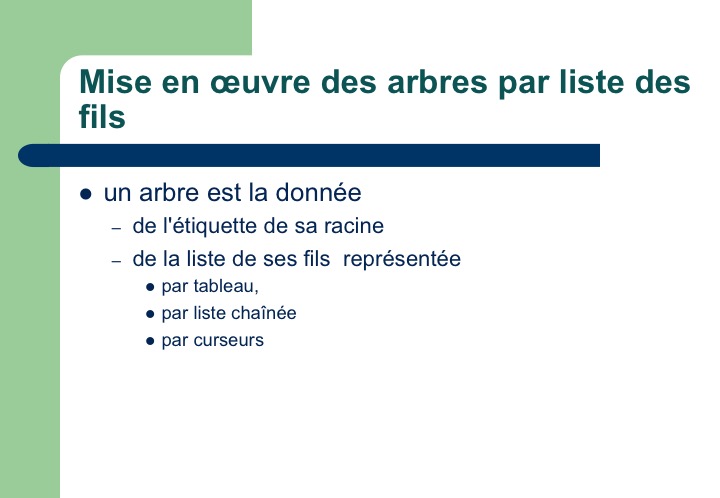 Mise en œuvre des arbres par liste des
fils
● un arbre est la donnée
– de l'étiquette de sa racine
– de la liste de ses fils représentée
● par tableau,
● par liste chaînée
● par curseurs